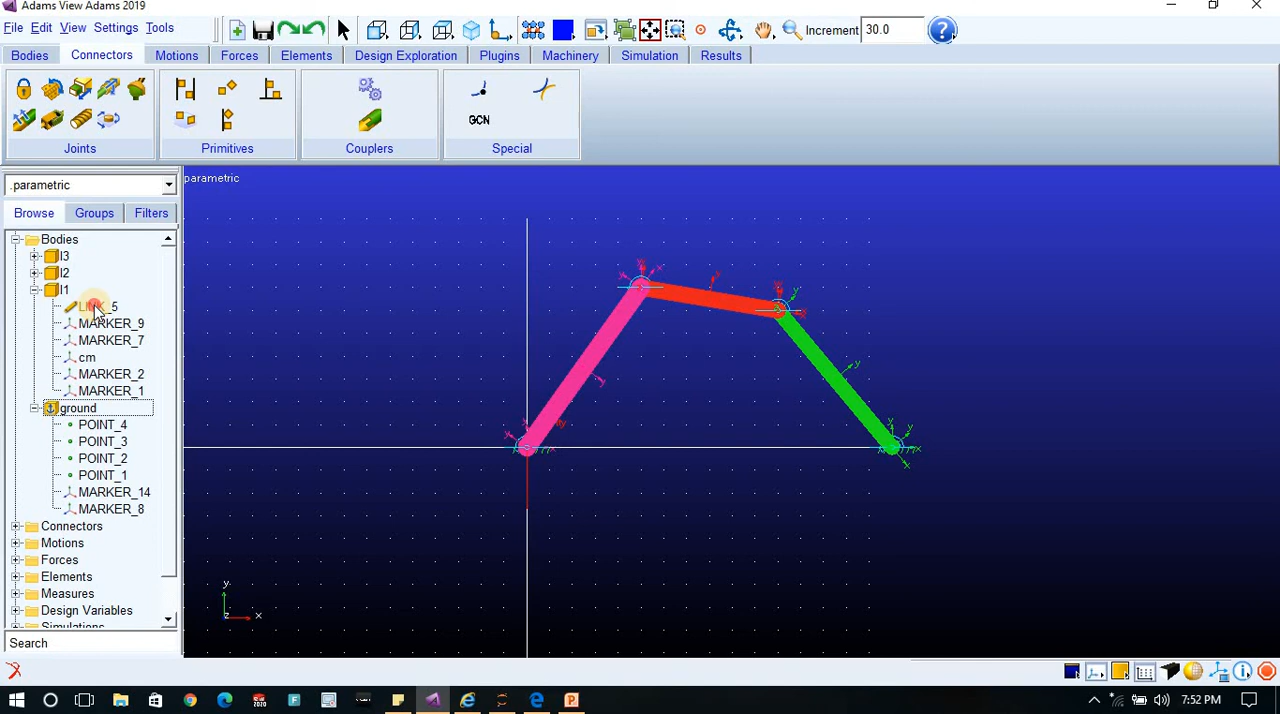 Adams View Adams 2019
File Edit View Settings Tools
Increment 30.0
Bodies Connectors Motions Forces Elements Design Exploration Plugins Machinery Simulation Results
GCN
Joints Primitives Couplers Special
.parametric
parametric
Browse Groups Filters
Bodies
l3
l2
l1
MARKER_9
MARKER_7
cm
MARKER_2
MARKER_1
ground
POINT_4
POINT_3
POINT_2
POINT_1
MARKER_14
MARKER_8
Connectors
Motions
Forces
Elements
Measures
Design Variables
Simulations
y
z x
Search
7:52 PM